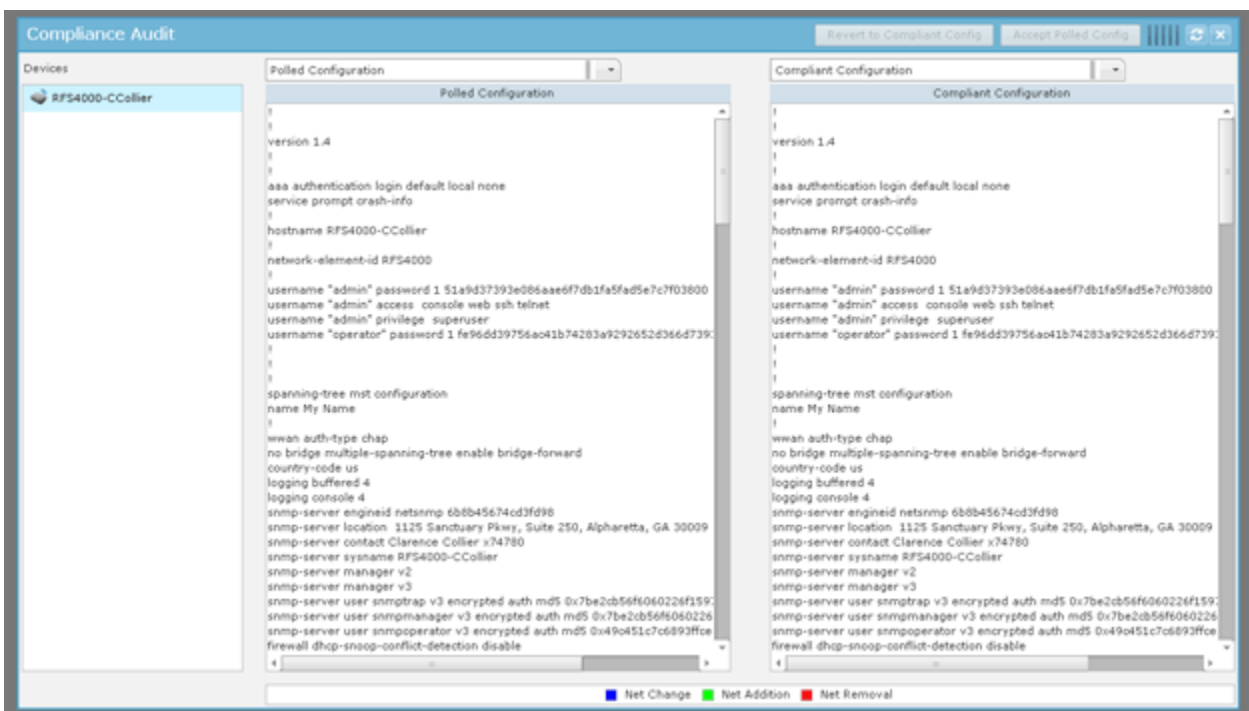 Compliance Audit
Revert to Compliant Config
Accept Polled Config
Devices
RFS4000-CCollier
Polled Configuration
Polled Configuration
!
!
version 1.4
!
!
aaa authentication login default local none
service prompt crash-info
!
hostname RFS4000-CCollier
!
network-element-id RFS4000
!
username "admin" password 1 51a9d37393e086aae6f7db1fa5fad5e7c7f03800
username "admin" access  console web ssh telnet
username "admin" privilege  superuser
username "operator" password 1 fe96dd39756ac41b74283a9292652d366d739
!
!
!
spanning-tree mst configuration
name My Name
!
wwan auth-type chap
no bridge multiple-spanning-tree enable bridge-forward
country-code us
logging buffered 4
logging console 4
snmp-server engineid netsnmp 6b8b45674cd3fd98
snmp-server location  1125 Sanctuary Pkwy, Suite 250, Alpharetta, GA 30009
snmp-server contact Clarence Collier x74780
snmp-server sysname RFS4000-CCollier
snmp-server manager v2
snmp-server manager v3
snmp-server user snmptrap v3 encrypted auth md5 0x7be2cb56f6060226f159
snmp-server user snmpmanager v3 encrypted auth md5 0x7be2cb56f6060226
snmp-server user snmpoperator v3 encrypted auth md5 0x49c451c7c6893ffce
firewall dhcp-snoop-conflict-detection disable
Compliant Configuration
Compliant Configuration
!
!
version 1.4
!
!
aaa authentication login default local none
service prompt crash-info
!
hostname RFS4000-CCollier
!
network-element-id RFS4000
!
username "admin" password 1 51a9d37393e086aae6f7db1fa5fad5e7c7f03800
username "admin" access  console web ssh telnet
username "admin" privilege  superuser
username "operator" password 1 fe96dd39756ac41b74283a9292652d366d739
!
!
!
spanning-tree mst configuration
name My Name
!
wwan auth-type chap
no bridge multiple-spanning-tree enable bridge-forward
country-code us
logging buffered 4
logging console 4
snmp-server engineid netsnmp 6b8b45674cd3fd98
snmp-server location  1125 Sanctuary Pkwy, Suite 250, Alpharetta, GA 30009
snmp-server contact Clarence Collier x74780
snmp-server sysname RFS4000-CCollier
snmp-server manager v2
snmp-server manager v3
snmp-server user snmptrap v3 encrypted auth md5 0x7be2cb56f6060226f159
snmp-server user snmpmanager v3 encrypted auth md5 0x7be2cb56f6060226
snmp-server user snmpoperator v3 encrypted auth md5 0x49c451c7c6893ffce
firewall dhcp-snoop-conflict-detection disable
Net Change Net Addition Net Removal